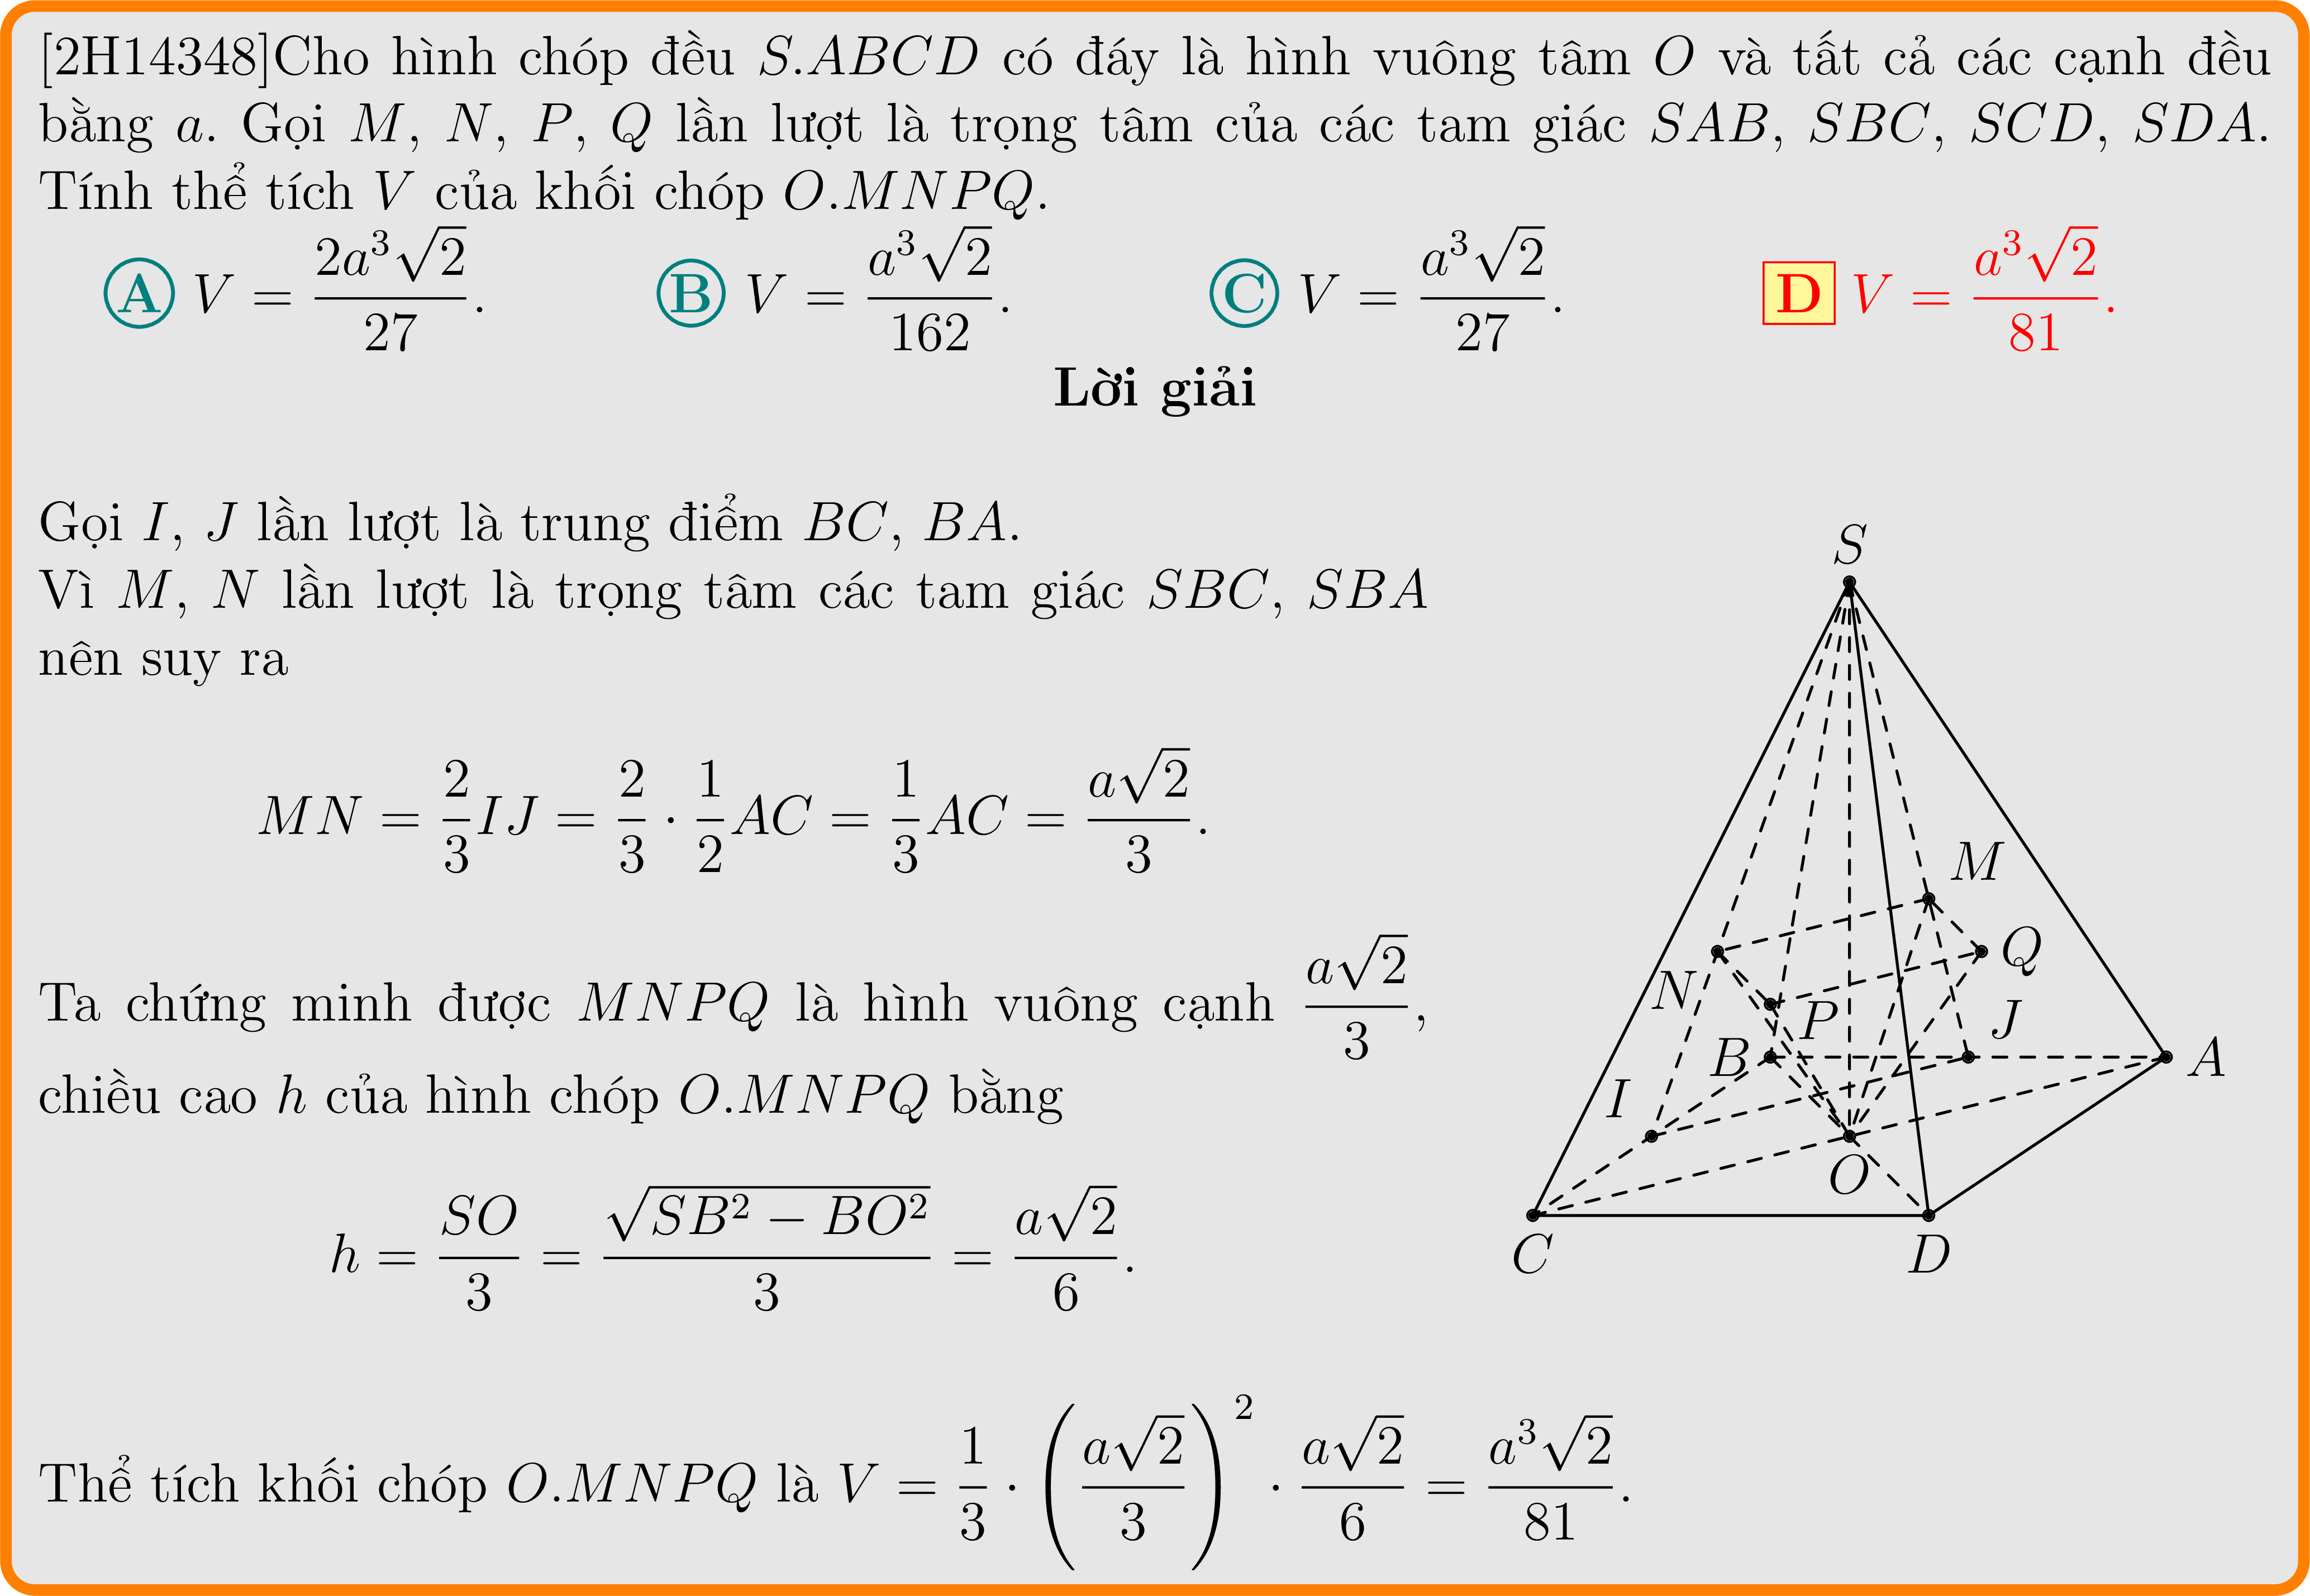 [2H14348]Cho hình chóp đều S.ABCD có đáy là hình vuông tâm O và tất cả các cạnh đều
bằng a. Gọi M, N, P, Q lần lượt là trọng tâm của các tam giác SAB, SBC, SCD, SDA.
Tính thể tích V của khối chóp O.MNPQ.
A V = \frac{2a^3\sqrt{2}}{27}. B V = \frac{a^3\sqrt{2}}{162}. C V = \frac{a^3\sqrt{2}}{27}. D V = \frac{a^3\sqrt{2}}{81}.
Lời giải
Gọi I, J lần lượt là trung điểm BC, BA.
Vì M, N lần lượt là trọng tâm các tam giác SBC, SBA
nên suy ra
MN = \frac{2}{3}IJ = \frac{2}{3} \cdot \frac{1}{2}AC = \frac{1}{3}AC = \frac{a\sqrt{2}}{3}.
Ta chứng minh được MNPQ là hình vuông cạnh \frac{a\sqrt{2}}{3},
chiều cao h của hình chóp O.MNPQ bằng
h = \frac{SO}{3} = \frac{\sqrt{SB^2 - BO^2}}{3} = \frac{a\sqrt{2}}{6}.
S
M
Q
N
P
J
B
A
I
O
C
D
Thể tích khối chóp O.MNPQ là V = \frac{1}{3} \cdot \left(\frac{a\sqrt{2}}{3}\right)^2 \cdot \frac{a\sqrt{2}}{6} = \frac{a^3\sqrt{2}}{81}.